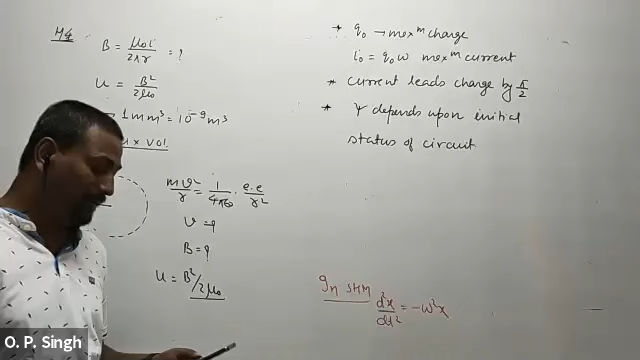 M4
B = μ₀i / 2πr = ?
U = B² / 2μ₀
1 mm³ = 10⁻⁹ m³
x vol.
mv²/r = 1/4πε₀ · e.e/r²
v = ?
B = ?
U = B²/2μ₀
* q₀ → maxᵐ charge
i₀ = q₀ω maxᵐ current
* current leads charge by π/2
* ψ depends upon initial
status of circuit
In SHM d²x/dt² = -ω²x
O. P. Singh